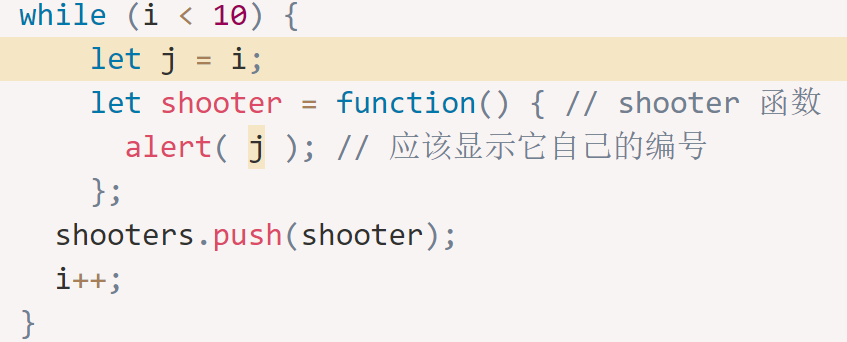 while (i < 10) {
let j = i;
let shooter = function() { // shooter 函数
alert( j ); // 应该显示它自己的编号
};
shooters.push(shooter);
i++;
}